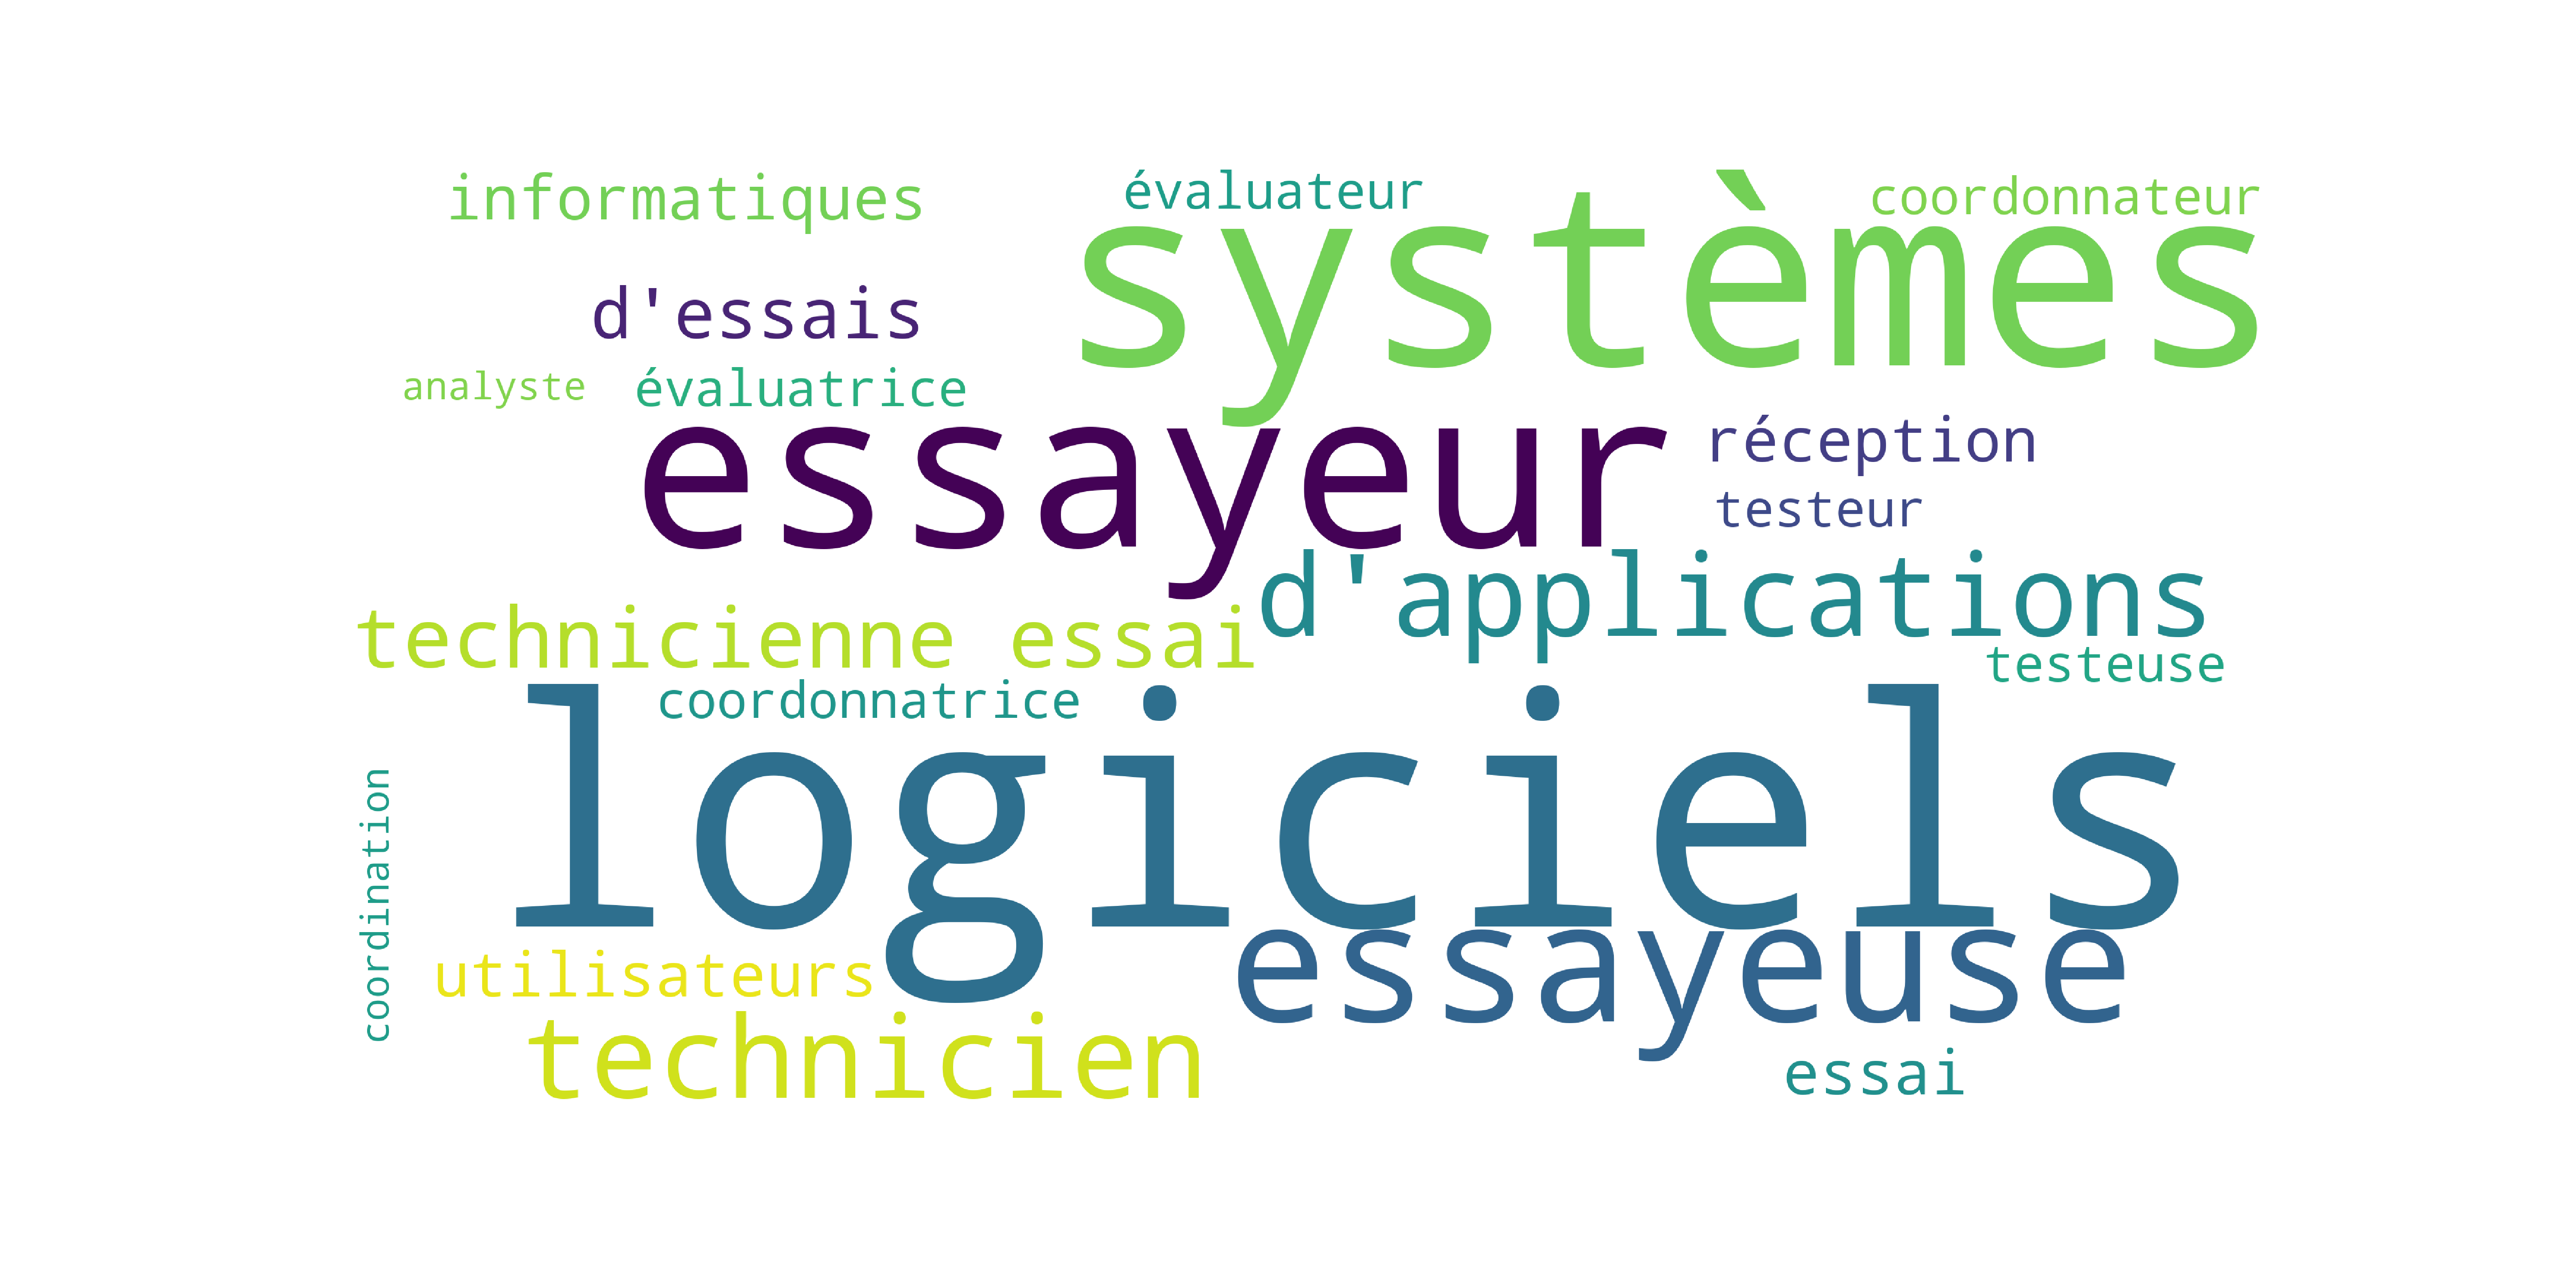 informatiques
évaluateur
coordonnateur
systèmes
d'essais
analyste
évaluatrice
essayeur
réception
testeur
d'applications
technicienne essai
testeuse
coordonnatrice
logiciels
coordination
utilisateurs
essayeuse
technicien
essai